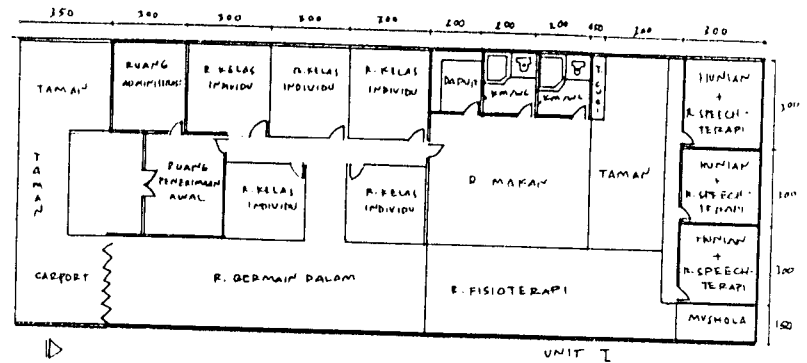 350 300 300 300 300 200 200 200 150 300 300
RUANG
ADMINISTRASI
R. KELAS
INDIVIDU
R. KELAS
INDIVIDU
R. KELAS
INDIVIDU
DAPUR
KM/WC
KM/WC
T. CUCI
HUNIAN
+
R. SPEECH-
TERAPI
300
TAMAN
TAMAN
RUANG
PENERIMAAN
AWAL
R. KELAS
INDIVIDU
R. KELAS
INDIVIDU
R. MAKAN
TAMAN
HUNIAN
+
R. SPEECH-
TERAPI
300
HUNIAN
+
R. SPEECH-
TERAPI
300
CARPORT
R. BERMAIN DALAM
R. FISIOTERAPI
MUSHOLA
150
UNIT I